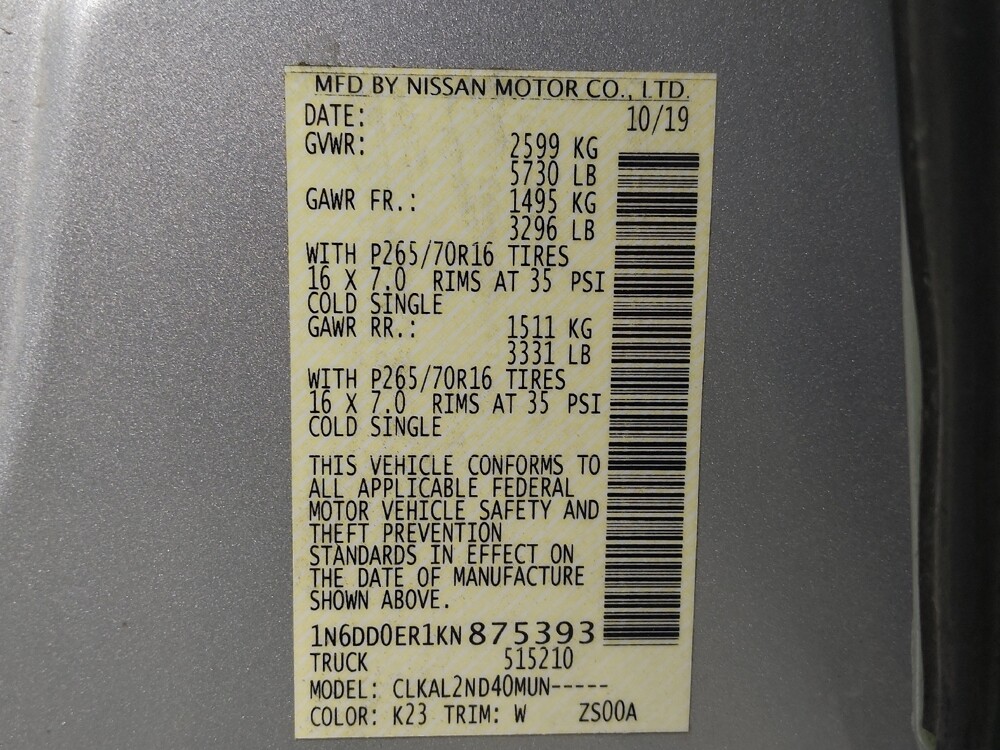 MFD BY NISSAN MOTOR CO., LTD.
DATE: 10/19
GVWR: 2599 KG
5730 LB
GAWR FR.: 1495 KG
3296 LB
WITH P265/70R16 TIRES
16 X 7.0 RIMS AT 35 PSI
COLD SINGLE
GAWR RR.: 1511 KG
3331 LB
WITH P265/70R16 TIRES
16 X 7.0 RIMS AT 35 PSI
COLD SINGLE
THIS VEHICLE CONFORMS TO
ALL APPLICABLE FEDERAL
MOTOR VEHICLE SAFETY AND
THEFT PREVENTION
STANDARDS IN EFFECT ON
THE DATE OF MANUFACTURE
SHOWN ABOVE.
1N6DD0ER1KN875393
TRUCK 515210
MODEL: CLKAL2ND40MUN-----
COLOR: K23 TRIM: W ZS00A